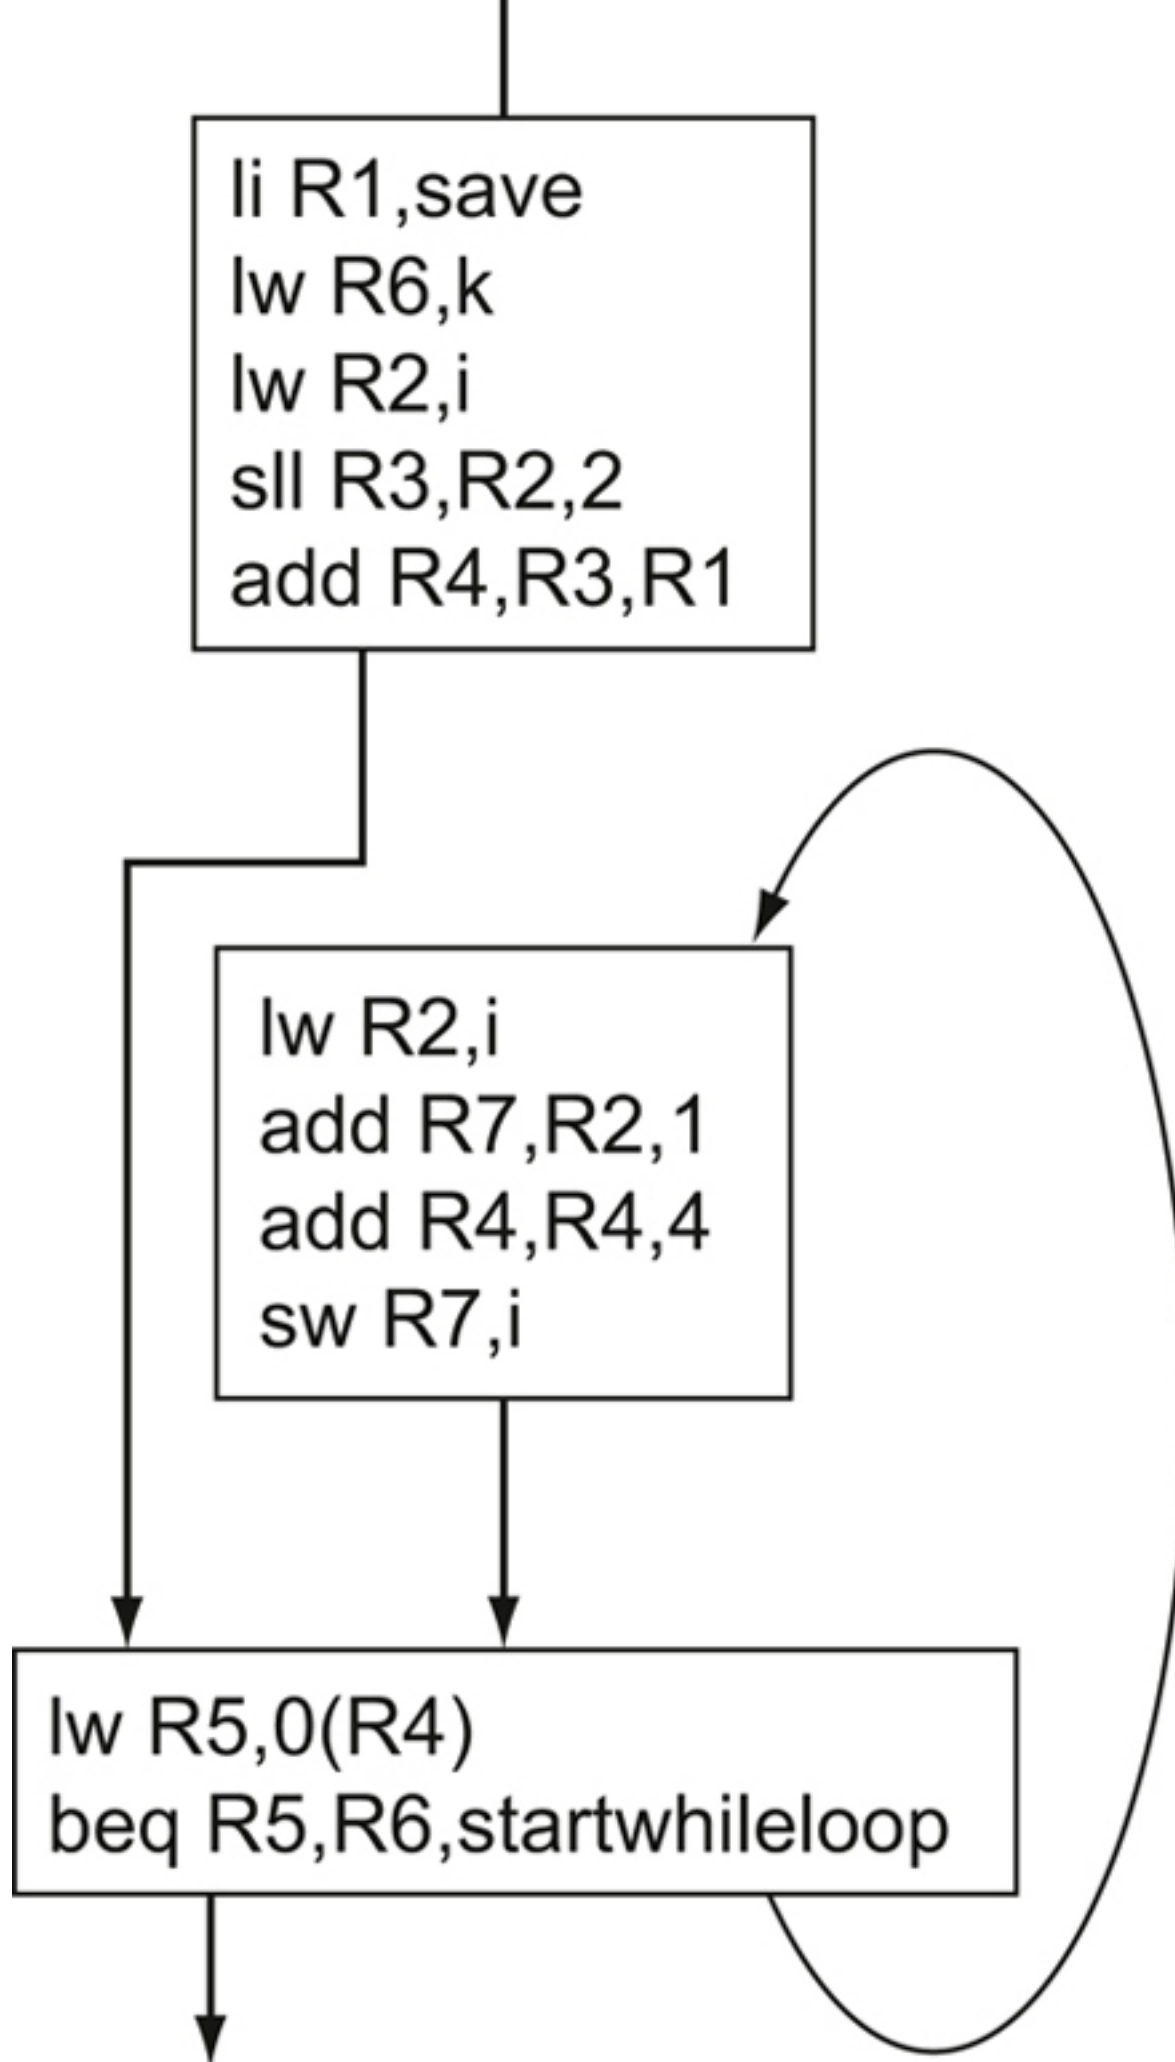 li R1,save
lw R6,k
lw R2,i
sll R3,R2,2
add R4,R3,R1
lw R2,i
add R7,R2,1
add R4,R4,4
sw R7,i
lw R5,0(R4)
beq R5,R6,startwhileloop